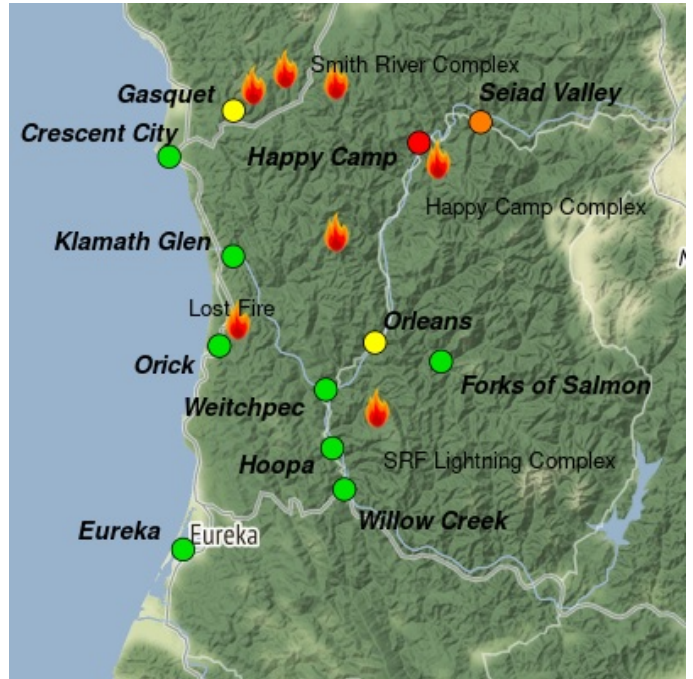 Smith River Complex
Gasquet
Seiad Valley
Crescent City
Happy Camp
Happy Camp Complex
Klamath Glen
M
Lost Fire
Orleans
Orick
Forks of Salmon
Weitchpec
Hoopa
SRF Lightning Complex
Willow Creek
Eureka
Eureka